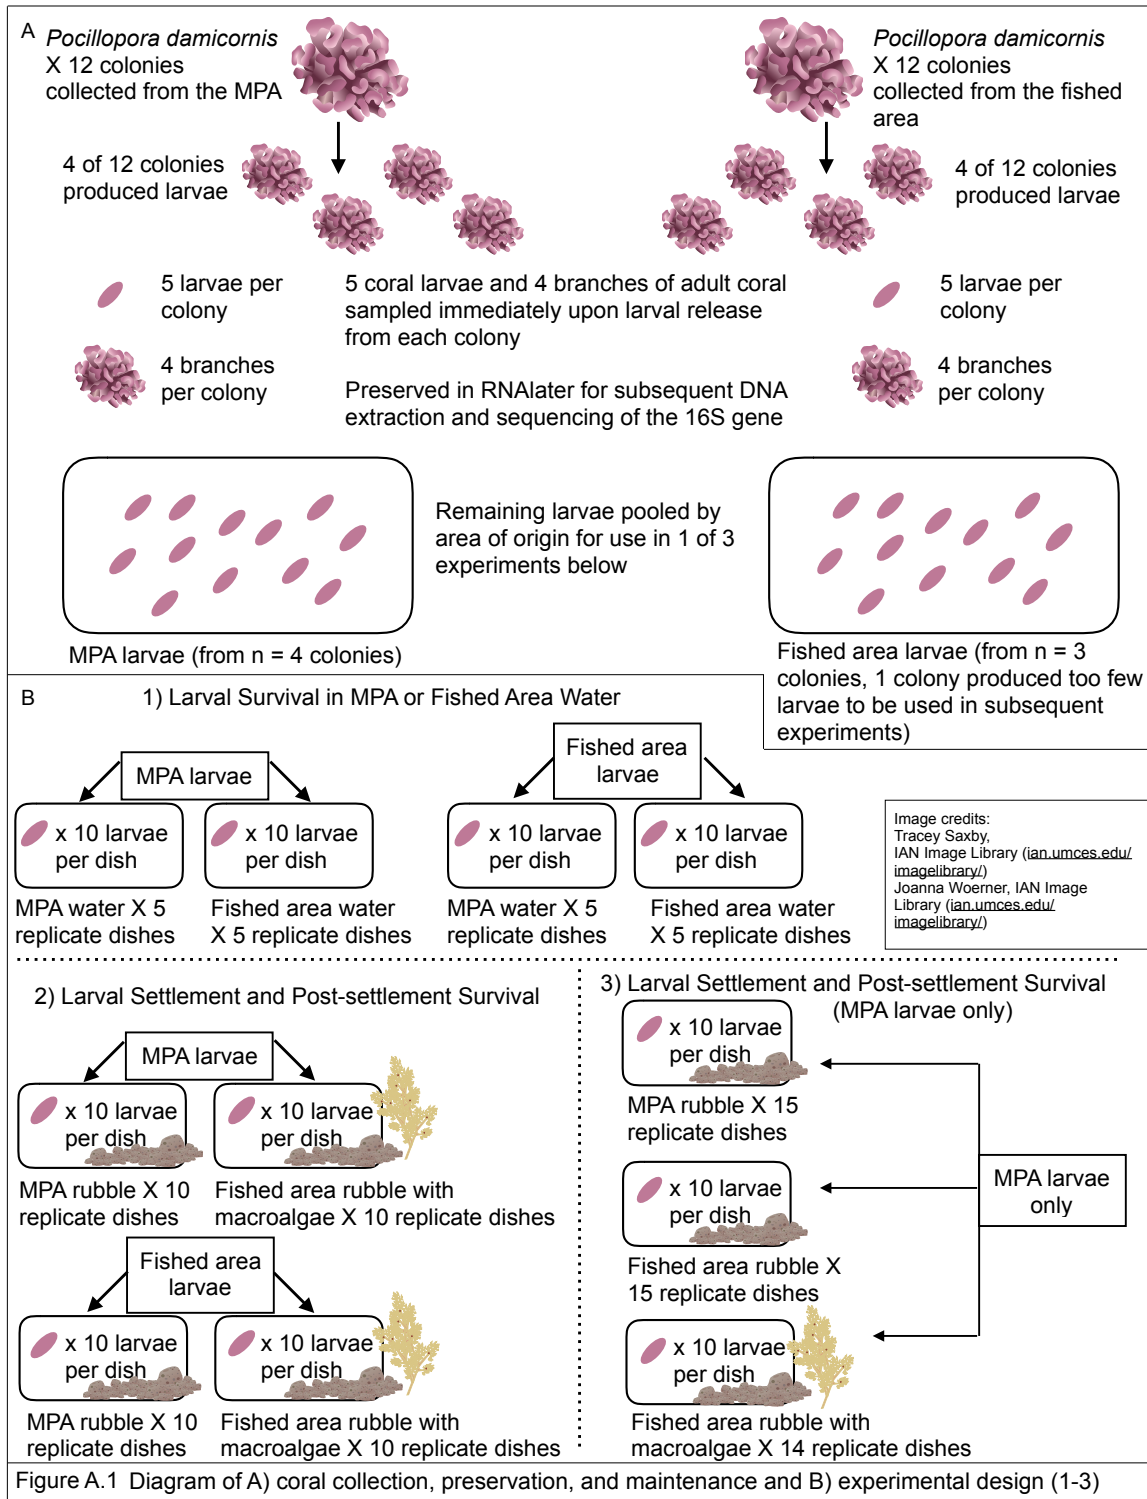 A
Pocillopora damicornis
X 12 colonies
collected from the MPA
Pocillopora damicornis
X 12 colonies
collected from the fished
area
4 of 12 colonies
produced larvae
4 of 12 colonies
produced larvae
5 larvae per
colony
4 branches
per colony
5 coral larvae and 4 branches of adult coral
sampled immediately upon larval release
from each colony
Preserved in RNAlater for subsequent DNA
extraction and sequencing of the 16S gene
5 larvae per
colony
4 branches
per colony
Remaining larvae pooled by
area of origin for use in 1 of 3
experiments below
MPA larvae (from n = 4 colonies)
Fished area larvae (from n = 3
colonies, 1 colony produced too few
larvae to be used in subsequent
experiments)
B
1) Larval Survival in MPA or Fished Area Water
MPA larvae
x 10 larvae
per dish
x 10 larvae
per dish
MPA water X 5
replicate dishes
Fished area water
X 5 replicate dishes
Fished area
larvae
x 10 larvae
per dish
x 10 larvae
per dish
MPA water X 5
replicate dishes
Fished area water
X 5 replicate dishes
Image credits:
Tracey Saxby,
IAN Image Library (ian.umces.edu/
imagelibrary/)
Joanna Woerner, IAN Image
Library (ian.umces.edu/
imagelibrary/)
2) Larval Settlement and Post-settlement Survival
MPA larvae
x 10 larvae
per dish
x 10 larvae
per dish
MPA rubble X 10
replicate dishes
Fished area rubble with
macroalgae X 10 replicate dishes
Fished area
larvae
x 10 larvae
per dish
x 10 larvae
per dish
MPA rubble X 10
replicate dishes
Fished area rubble with
macroalgae X 10 replicate dishes
3) Larval Settlement and Post-settlement Survival
(MPA larvae only)
x 10 larvae
per dish
MPA rubble X 15
replicate dishes
x 10 larvae
per dish
Fished area rubble X
15 replicate dishes
x 10 larvae
per dish
Fished area rubble with
macroalgae X 14 replicate dishes
MPA larvae
only
Figure A.1 Diagram of A) coral collection, preservation, and maintenance and B) experimental design (1-3)